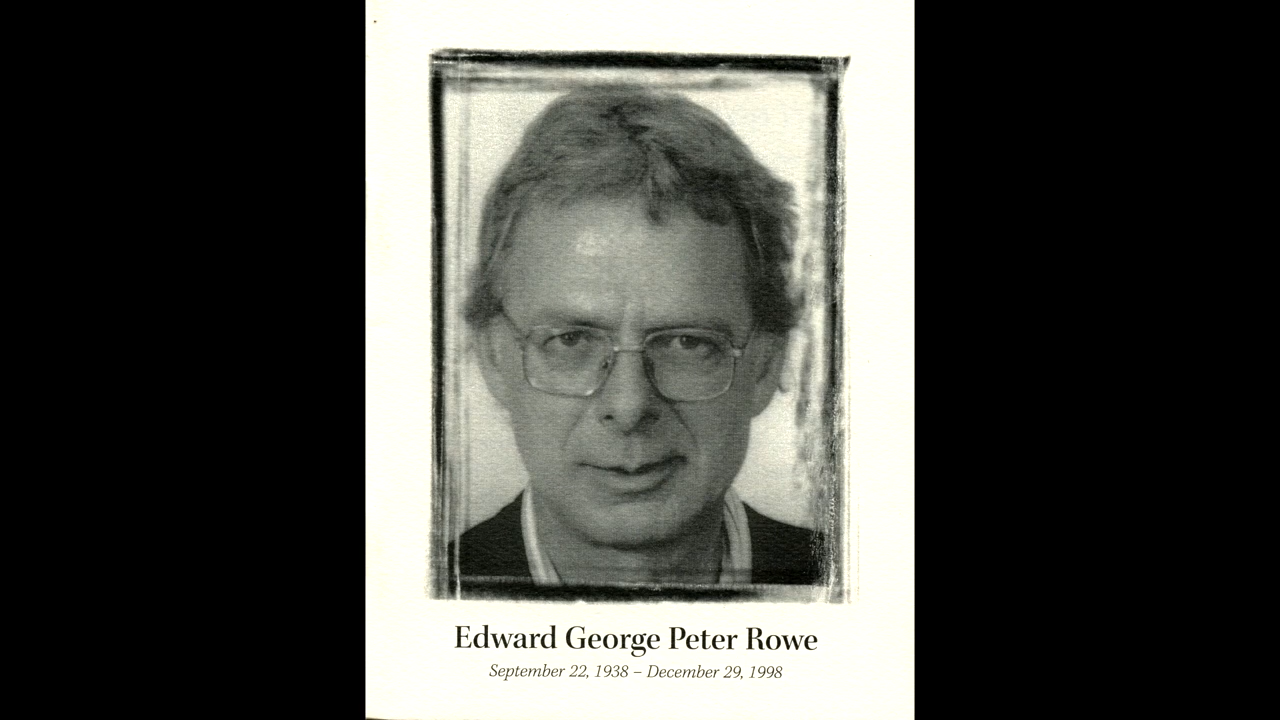 Edward George Peter Rowe
September 22, 1938 – December 29, 1998